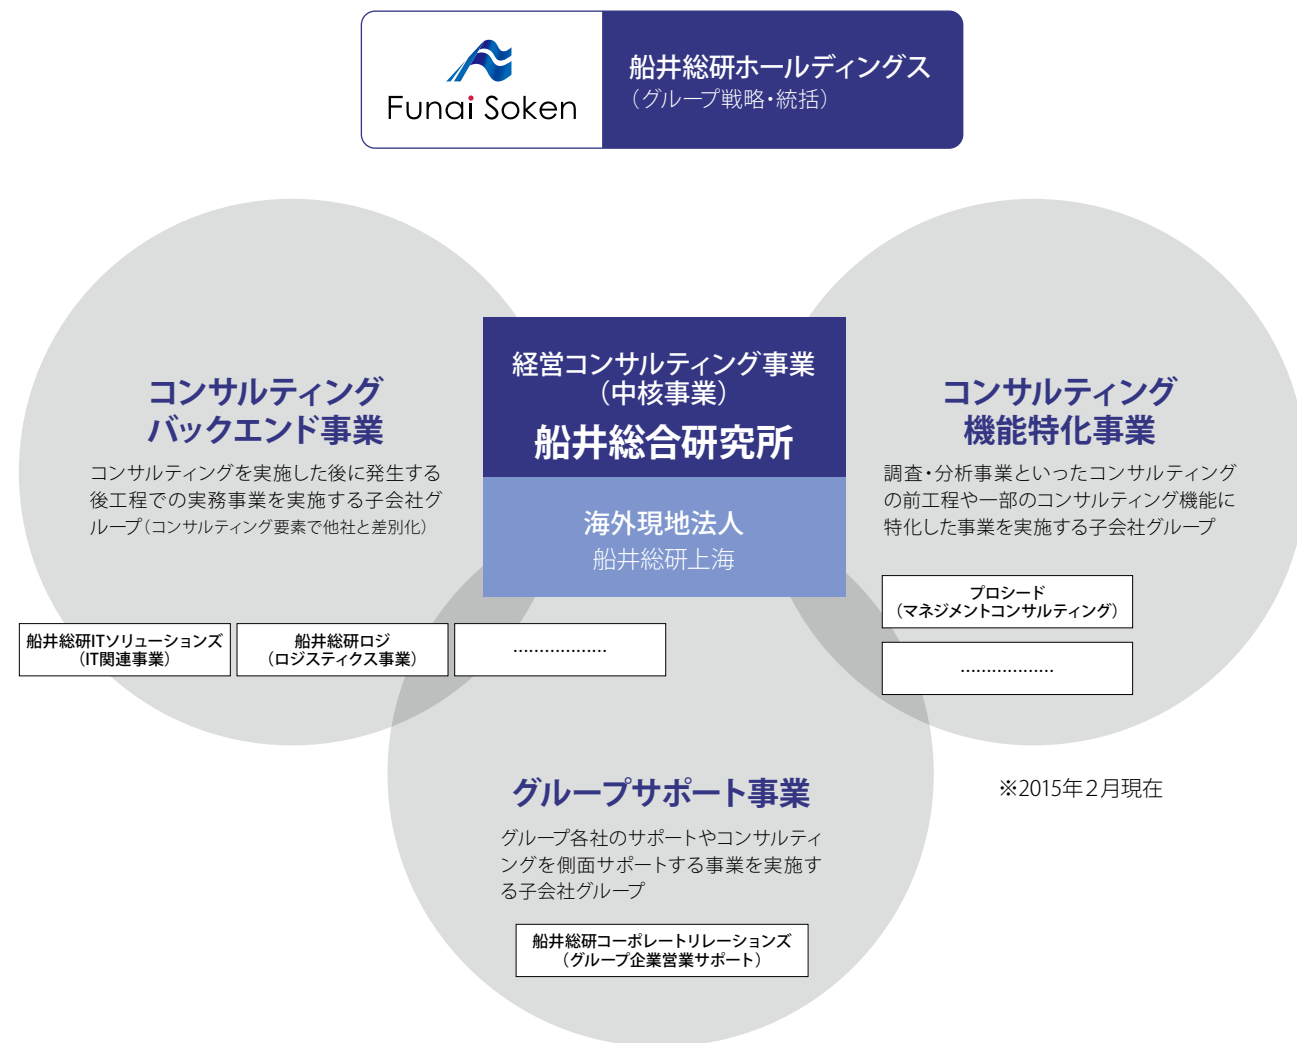 Funai Soken
船井総研ホールディングス
（グループ戦略・統括）
経営コンサルティング事業
（中核事業）
船井総合研究所
海外現地法人
船井総研上海
コンサルティング
バックエンド事業
コンサルティングを実施した後に発生する
後工程での実務事業を実施する子会社グ
ループ（コンサルティング要素で他社と差別化）
船井総研ITソリューションズ
（IT関連事業）
船井総研ロジ
（ロジスティクス事業）
………………
コンサルティング
機能特化事業
調査・分析事業といったコンサルティング
の前工程や一部のコンサルティング機能に
特化した事業を実施する子会社グループ
プロシード
（マネジメントコンサルティング）
………………
グループサポート事業
グループ各社のサポートやコンサルティ
ングを側面サポートする事業を実施す
る子会社グループ
船井総研コーポレートリレーションズ
（グループ企業営業サポート）
※2015年２月現在